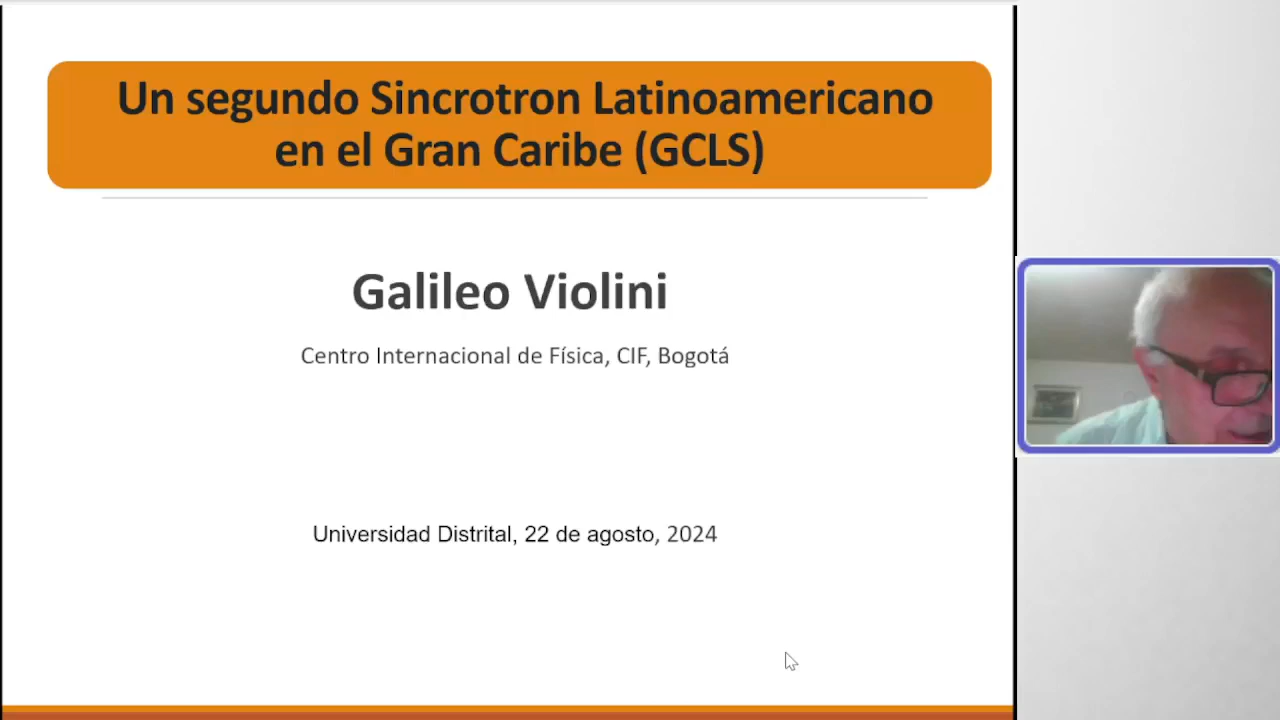 Un segundo Sincrotron Latinoamericano
en el Gran Caribe (GCLS)
Galileo Violini
Centro Internacional de Física, CIF, Bogotá
Universidad Distrital, 22 de agosto, 2024